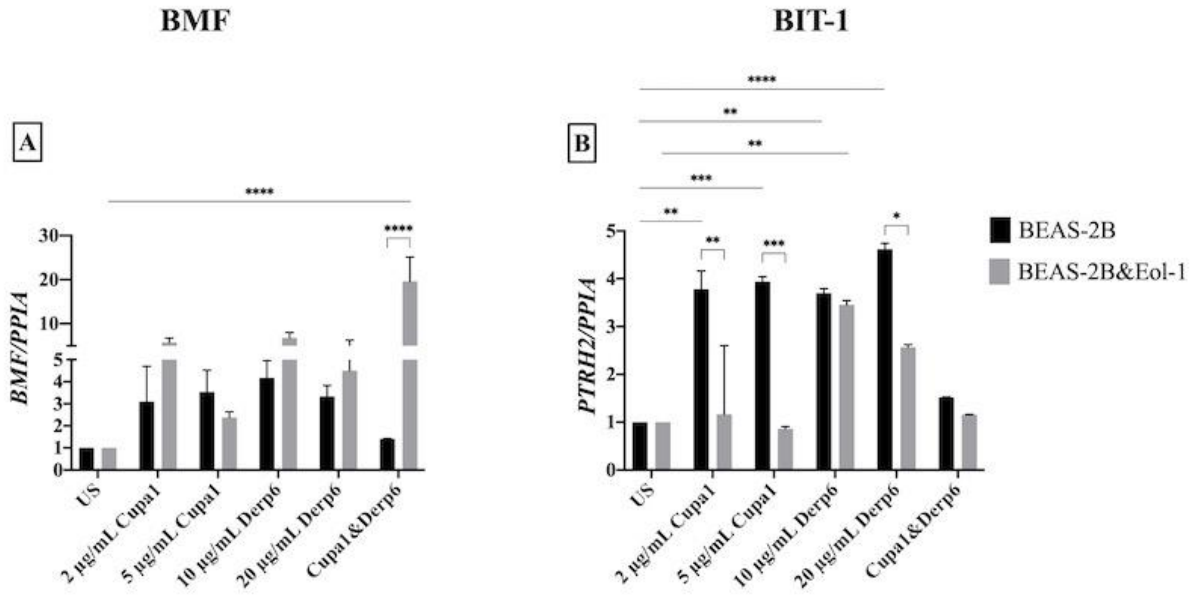 BMF
BIT-1
A
****
****
BMF/PPIA
30
20
10
5
4
3
2
1
0
US
2 µg/mL Cupa1
5 µg/mL Cupa1
10 µg/mL Derp6
20 µg/mL Derp6
Cupa1&Derp6
B
****
**
**
***
**
**
***
*
PTRH2/PPIA
5
4
3
2
1
0
US
2 µg/mL Cupa1
5 µg/mL Cupa1
10 µg/mL Derp6
20 µg/mL Derp6
Cupa1&Derp6
BEAS-2B
BEAS-2B&Eol-1